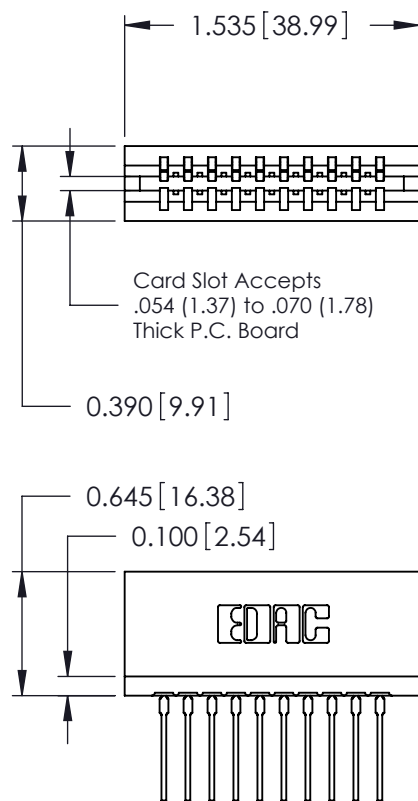 1.535[38.99]
Card Slot Accepts
.054 (1.37) to .070 (1.78)
Thick P.C. Board
0.390[9.91]
0.645[16.38]
0.100[2.54]
EDAC